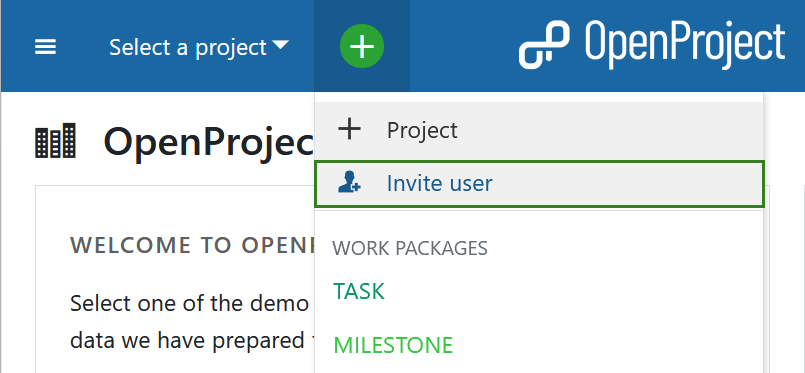 Select a project
OpenProject
OpenProjec
Project
Invite user
WELCOME TO OPENP
Select one of the demo
data we have prepared
WORK PACKAGES
TASK
MILESTONE